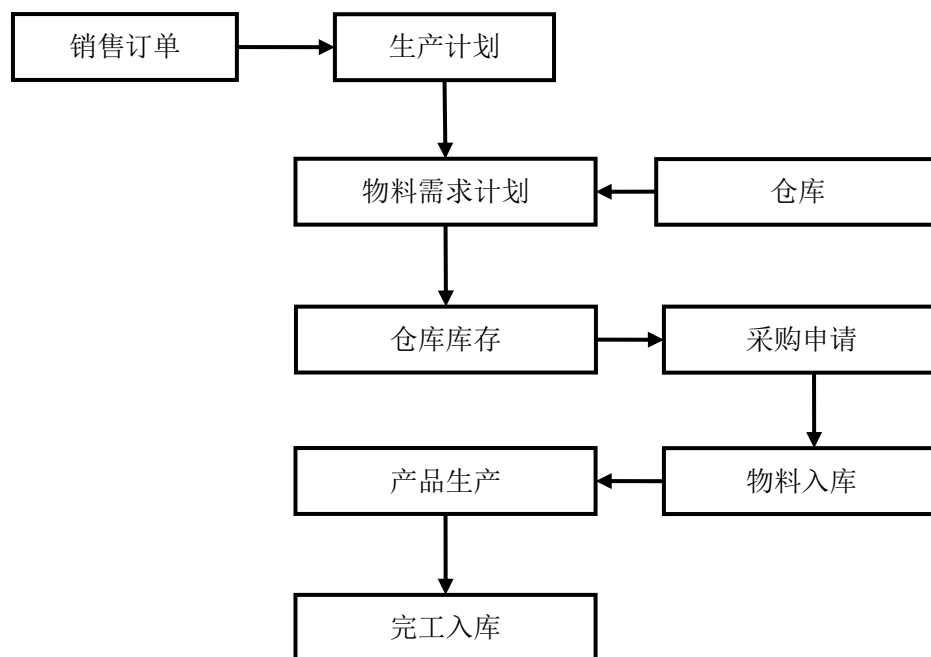 销售订单
生产计划
物料需求计划
仓库
仓库库存
采购申请
产品生产
物料入库
完工入库